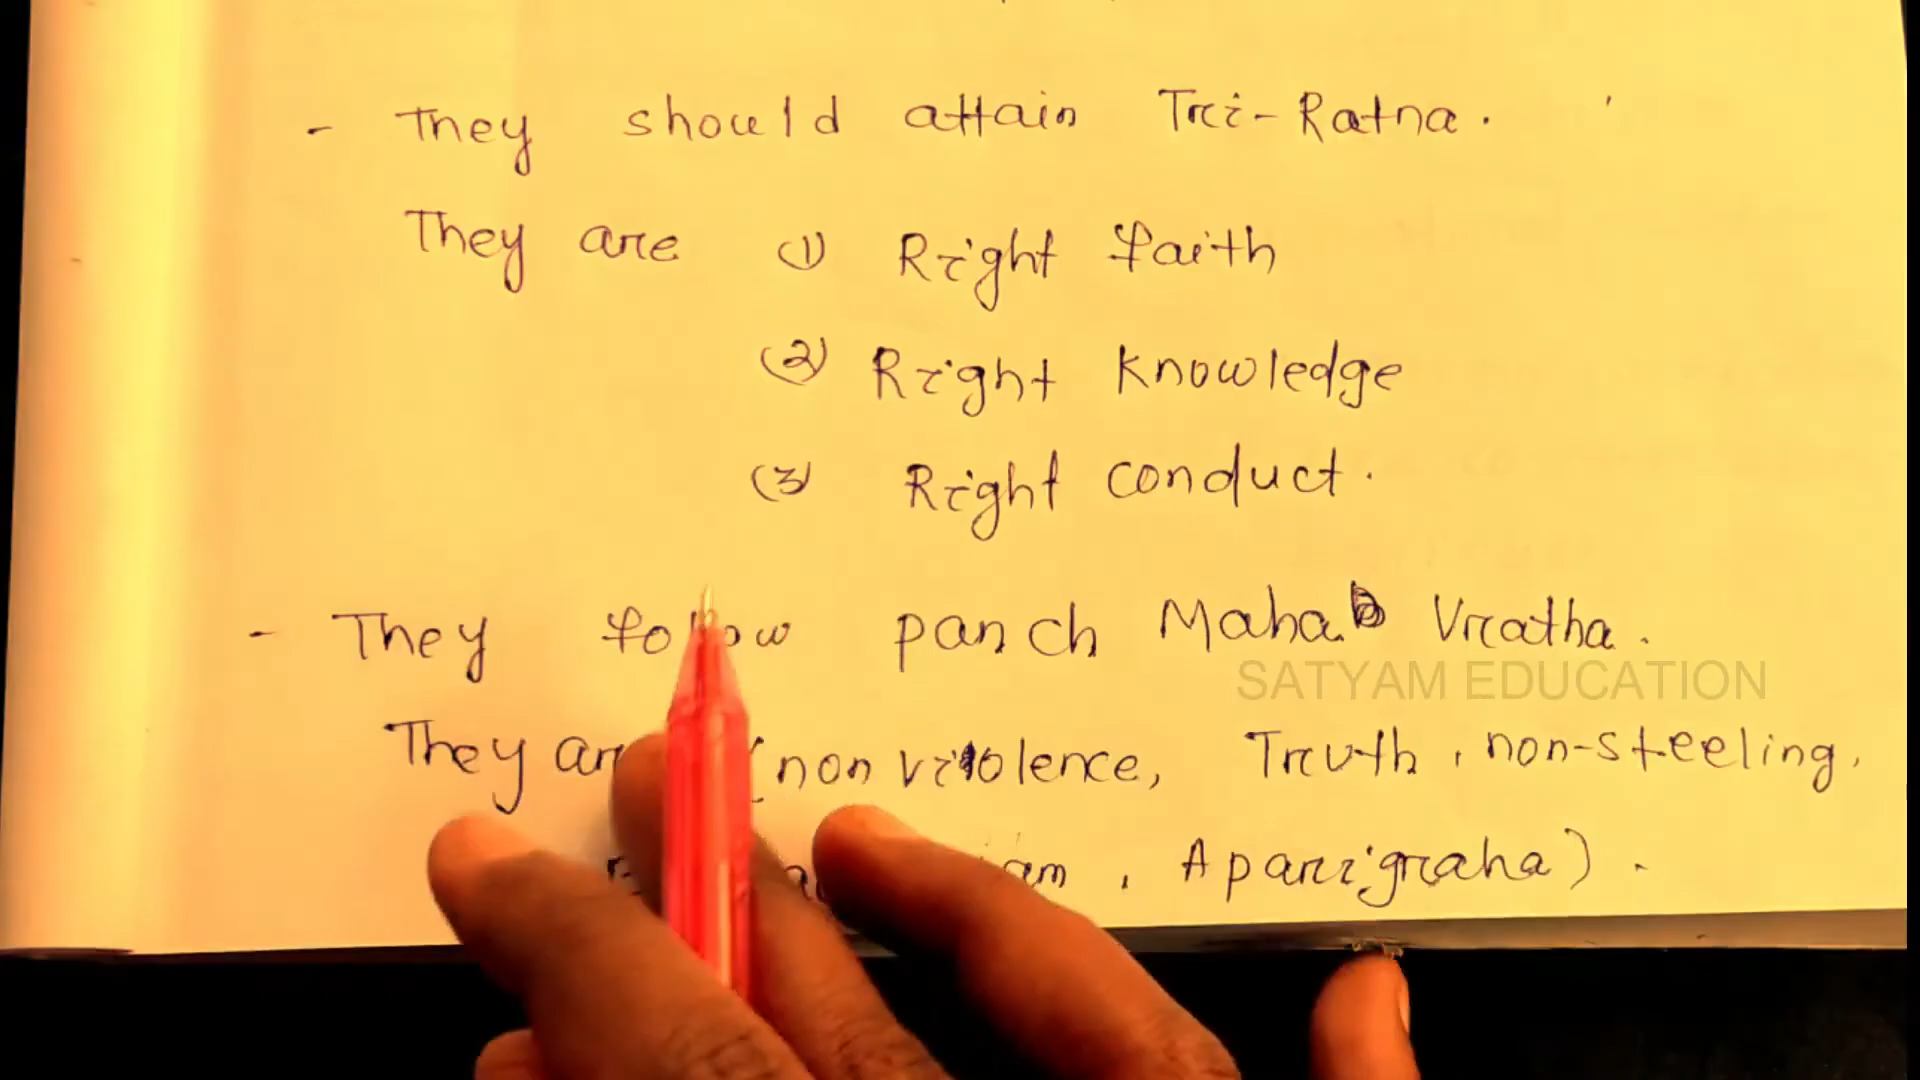 - They should attain Tri-Ratna.
They are (1) Right faith
(2) Right knowledge
(3) Right conduct.
- They follow panch Maha Vratha.
SATYAM EDUCATION
They (non violence, Truth, non-steeling,
, Aparigraha).